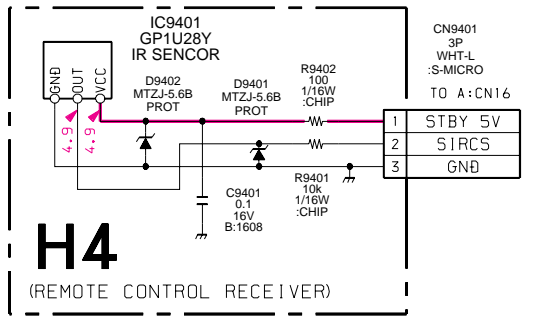 IC9401
GP1U28Y
IR SENCOR
GND
OUT
VCC
4.9
4.9
D9402
MTZJ-5.6B
PROT
D9401
MTZJ-5.6B
PROT
R9402
100
1/16W
:CHIP
CN9401
3P
WHT-L
:S-MICRO
TO A:CN16
1 STBY 5V
2 SIRCS
3 GND
C9401
0.1
16V
B:1608
R9401
10k
1/16W
:CHIP
H4
(REMOTE CONTROL RECEIVER)